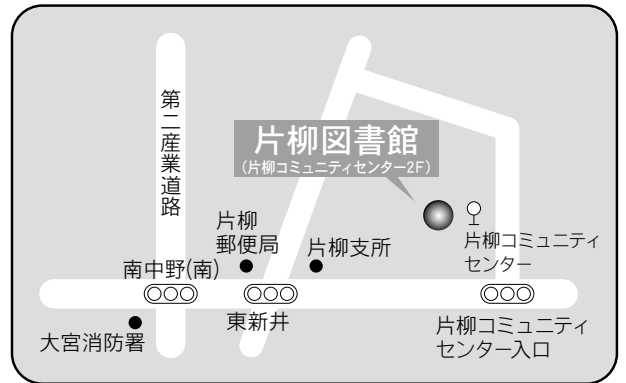 第二産業道路
片柳図書館
(片柳コミュニティセンター2F)
片柳
郵便局
片柳支所
片柳コミュニティ
センター
南中野(南)
東新井
大宮消防署
片柳コミュニティ
センター入口